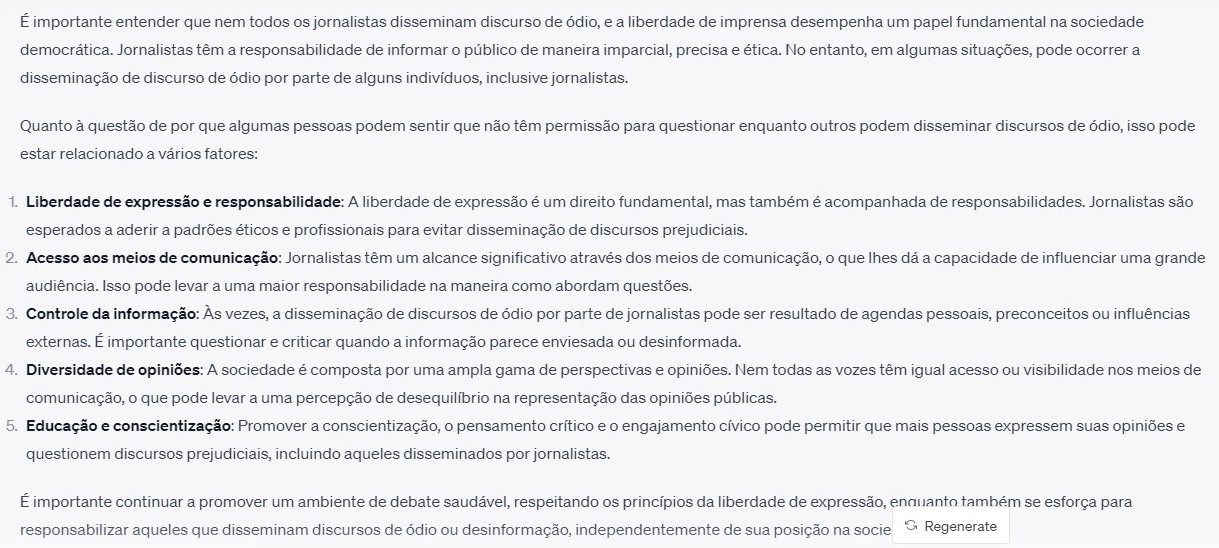 É importante entender que nem todos os jornalistas disseminam discurso de ódio, e a liberdade de imprensa desempenha um papel fundamental na sociedade
democrática. Jornalistas têm a responsabilidade de informar o público de maneira imparcial, precisa e ética. No entanto, em algumas situações, pode ocorrer a
disseminação de discurso de ódio por parte de alguns indivíduos, inclusive jornalistas.
Quanto à questão de por que algumas pessoas podem sentir que não têm permissão para questionar enquanto outros podem disseminar discursos de ódio, isso pode
estar relacionado a vários fatores:
1. Liberdade de expressão e responsabilidade: A liberdade de expressão é um direito fundamental, mas também é acompanhada de responsabilidades. Jornalistas são
esperados a aderir a padrões éticos e profissionais para evitar disseminação de discursos prejudiciais.
2. Acesso aos meios de comunicação: Jornalistas têm um alcance significativo através dos meios de comunicação, o que lhes dá a capacidade de influenciar uma grande
audiência. Isso pode levar a uma maior responsabilidade na maneira como abordam questões.
3. Controle da informação: Às vezes, a disseminação de discursos de ódio por parte de jornalistas pode ser resultado de agendas pessoais, preconceitos ou influências
externas. É importante questionar e criticar quando a informação parece enviesada ou desinformada.
4. Diversidade de opiniões: A sociedade é composta por uma ampla gama de perspectivas e opiniões. Nem todas as vozes têm igual acesso ou visibilidade nos meios de
comunicação, o que pode levar a uma percepção de desequilíbrio na representação das opiniões públicas.
5. Educação e conscientização: Promover a conscientização, o pensamento crítico e o engajamento cívico pode permitir que mais pessoas expressem suas opiniões e
questionem discursos prejudiciais, incluindo aqueles disseminados por jornalistas.
É importante continuar a promover um ambiente de debate saudável, respeitando os princípios da liberdade de expressão, enquanto também se esforça para
responsabilizar aqueles que disseminam discursos de ódio ou desinformação, independentemente de sua posição na socie
Regenerate